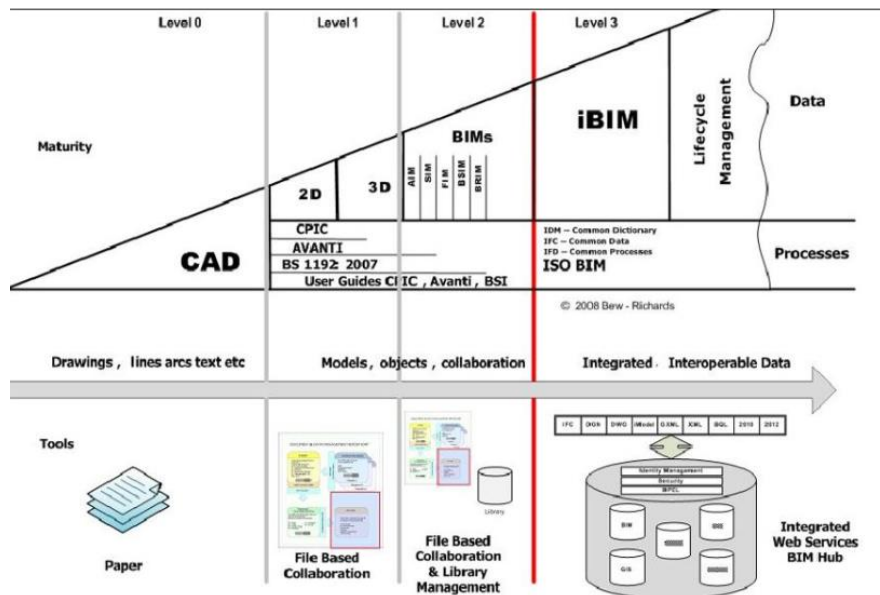 Level 0
Level 1
Level 2
Level 3
Maturity
CAD
2D
3D
BIMs
AIM
SIM
FIM
BSIM
BRIM
iBIM
Lifecycle
Management
Data
CPIC
AVANTI
BS 1192: 2007
User Guides CPIC , Avanti , BSI
IDM – Common Dictionary
IFC – Common Data
IFD – Common Processes
ISO BIM
Processes
© 2008 Bew - Richards
Drawings , lines arcs text etc
Models , objects , collaboration
Integrated , Interoperable Data
Tools
Paper
File Based
Collaboration
Library
File Based
Collaboration
& Library
Management
IFC DGN DWG iModel GXML XML SQL 2010 2012
Identity Management
Security
BPEL
BIM
GIS
Integrated
Web Services
BIM Hub